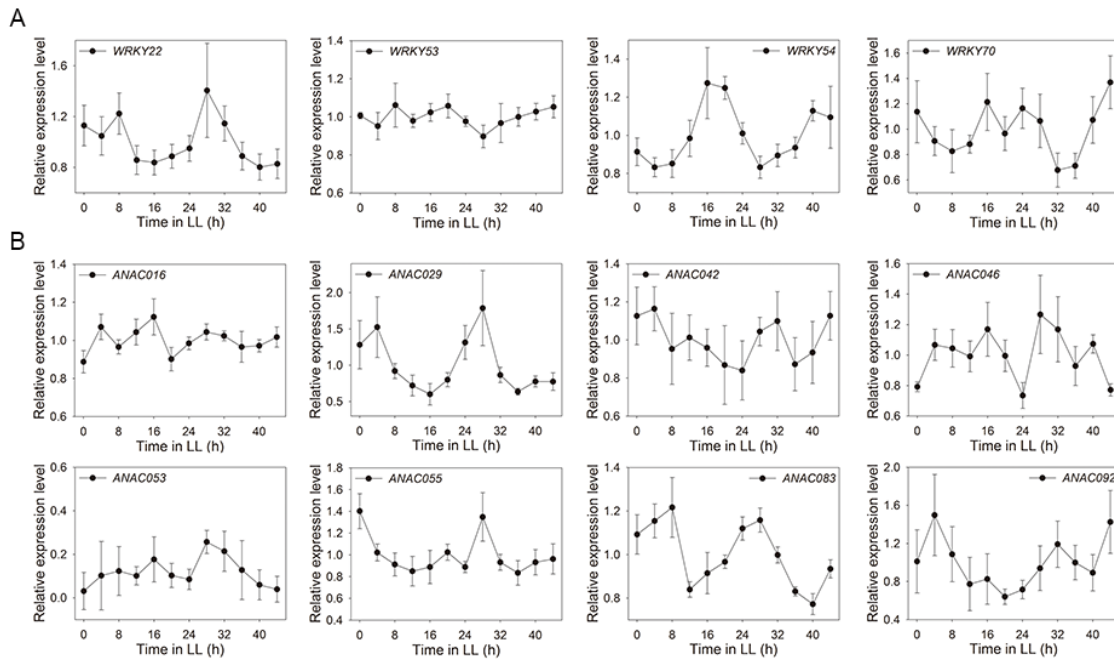 A
WRKY22
WRKY53
WRKY54
WRKY70
Relative expression level
1.6
1.2
0.8
0.4
0 8 16 24 32 40
Time in LL (h)
Relative expression level
1.4
1.2
1.0
0.8
0.6
0 8 16 24 32 40
Time in LL (h)
Relative expression level
1.4
1.2
1.0
0.8
0 8 16 24 32 40
Time in LL (h)
Relative expression level
1.6
1.4
1.2
1.0
0.8
0.6
0.4
0 8 16 24 32 40
Time in LL (h)
B
ANAC016
ANAC029
ANAC042
ANAC046
Relative expression level
1.4
1.2
1.0
0.8
0.6
0 8 16 24 32 40
Time in LL (h)
Relative expression level
2.0
1.5
1.0
0.5
0 8 16 24 32 40
Time in LL (h)
Relative expression level
1.4
1.2
1.0
0.8
0.6
0 8 16 24 32 40
Time in LL (h)
Relative expression level
1.6
1.4
1.2
1.0
0.8
0.6
0 8 16 24 32 40
Time in LL (h)
ANAC053
ANAC055
ANAC083
ANAC092
Relative expression level
0.6
0.4
0.2
0.0
0 8 16 24 32 40
Time in LL (h)
Relative expression level
1.8
1.6
1.4
1.2
1.0
0.8
0.6
0.4
0 8 16 24 32 40
Time in LL (h)
Relative expression level
1.4
1.2
1.0
0.8
0 8 16 24 32 40
Time in LL (h)
Relative expression level
2.0
1.6
1.2
0.8
0.4
0 8 16 24 32 40
Time in LL (h)